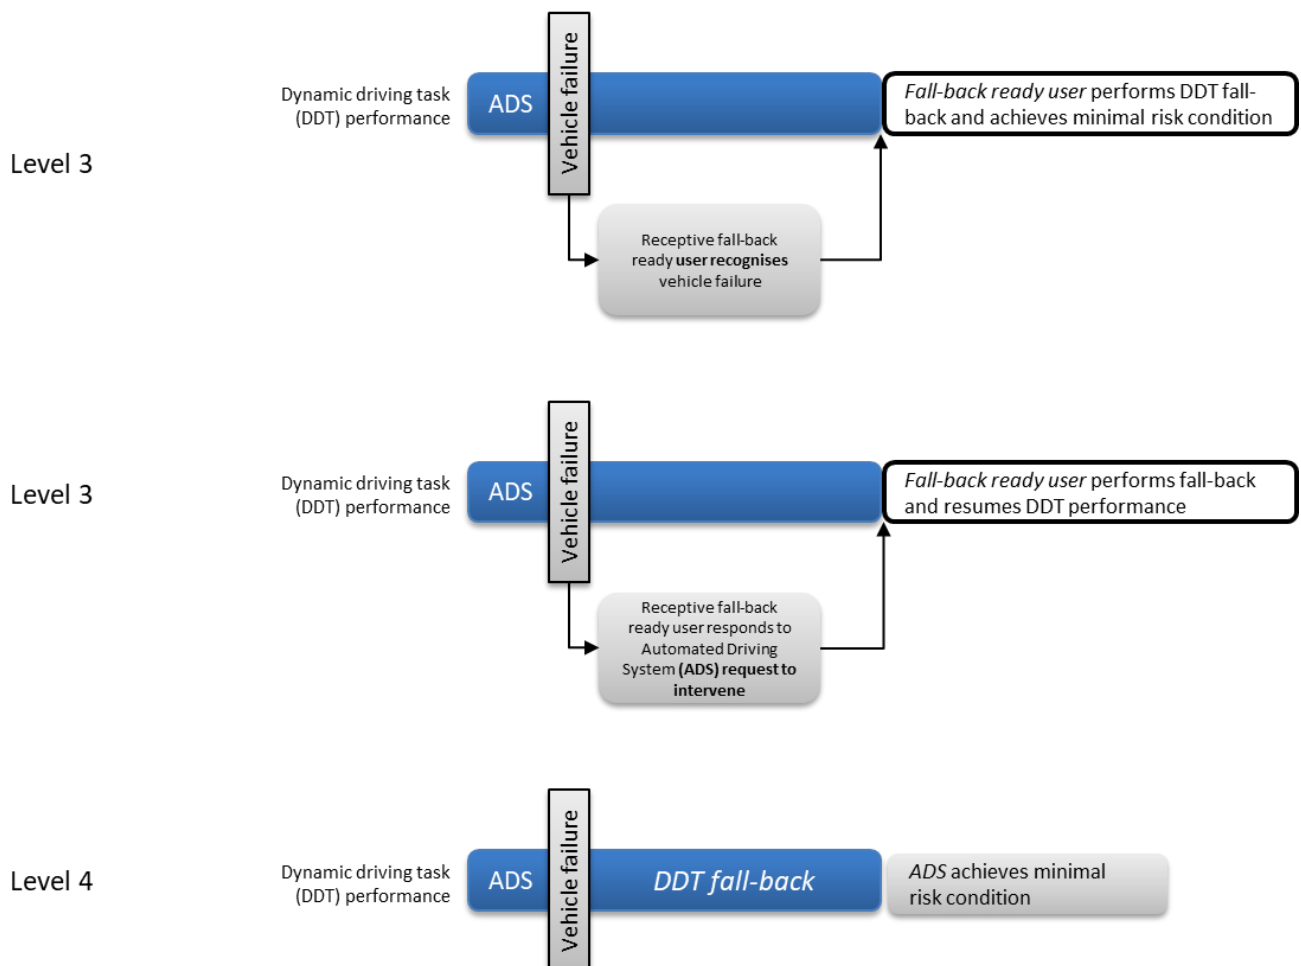 Vehicle failure
Dynamic driving task
(DDT) performance
ADS
Fall-back ready user performs DDT fall-
back and achieves minimal risk condition
Level 3
Receptive fall-back
ready user recognises
vehicle failure
Vehicle failure
Dynamic driving task
(DDT) performance
ADS
Fall-back ready user performs fall-back
and resumes DDT performance
Level 3
Receptive fall-back
ready user responds to
Automated Driving
System (ADS) request to
intervene
Vehicle failure
Level 4
Dynamic driving task
(DDT) performance
ADS
DDT fall-back
ADS achieves minimal
risk condition